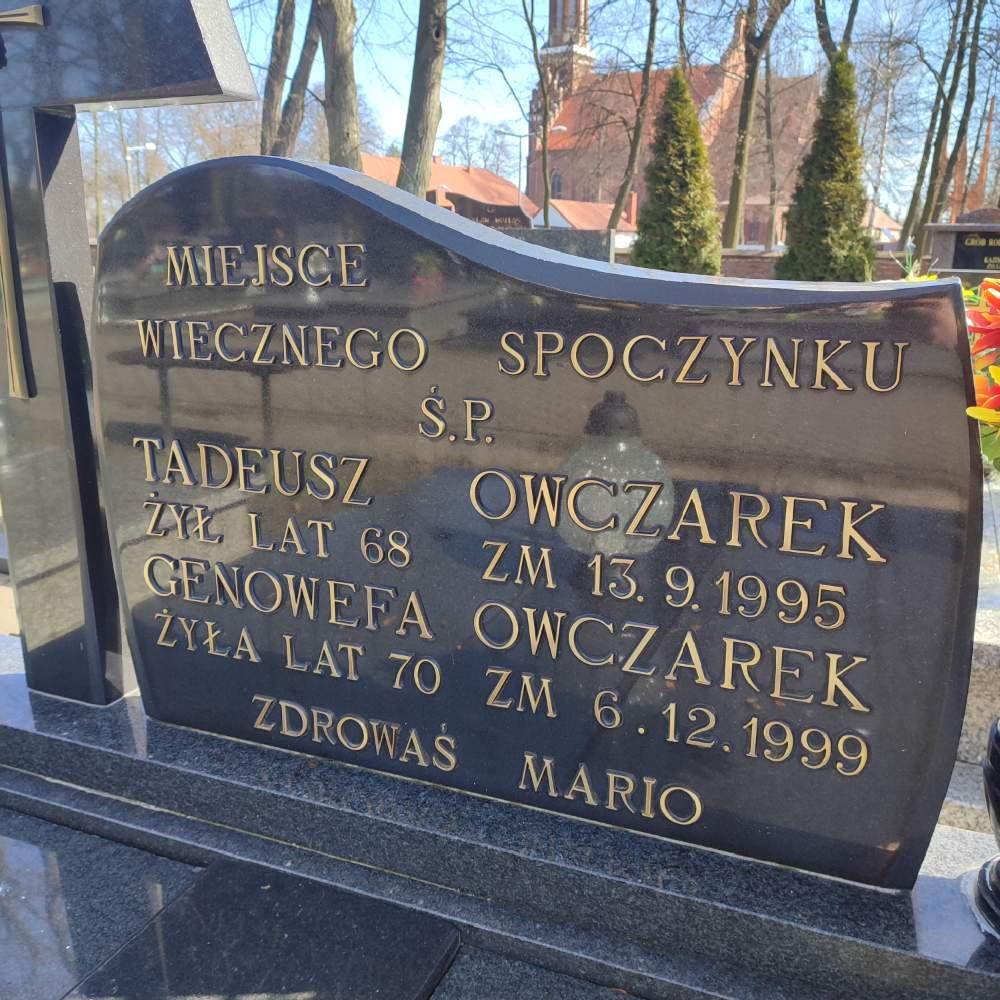 MIEJSCE
WIECZNEGO SPOCZYNKU
Ś.P.
TADEUSZ OWCZAREK
ŻYŁ LAT 68 ZM 13.9.1995
GENOWEFA OWCZAREK
ŻYŁA LAT 70 ZM 6.12.1999
ZDROWAŚ MARIO
GRÓB